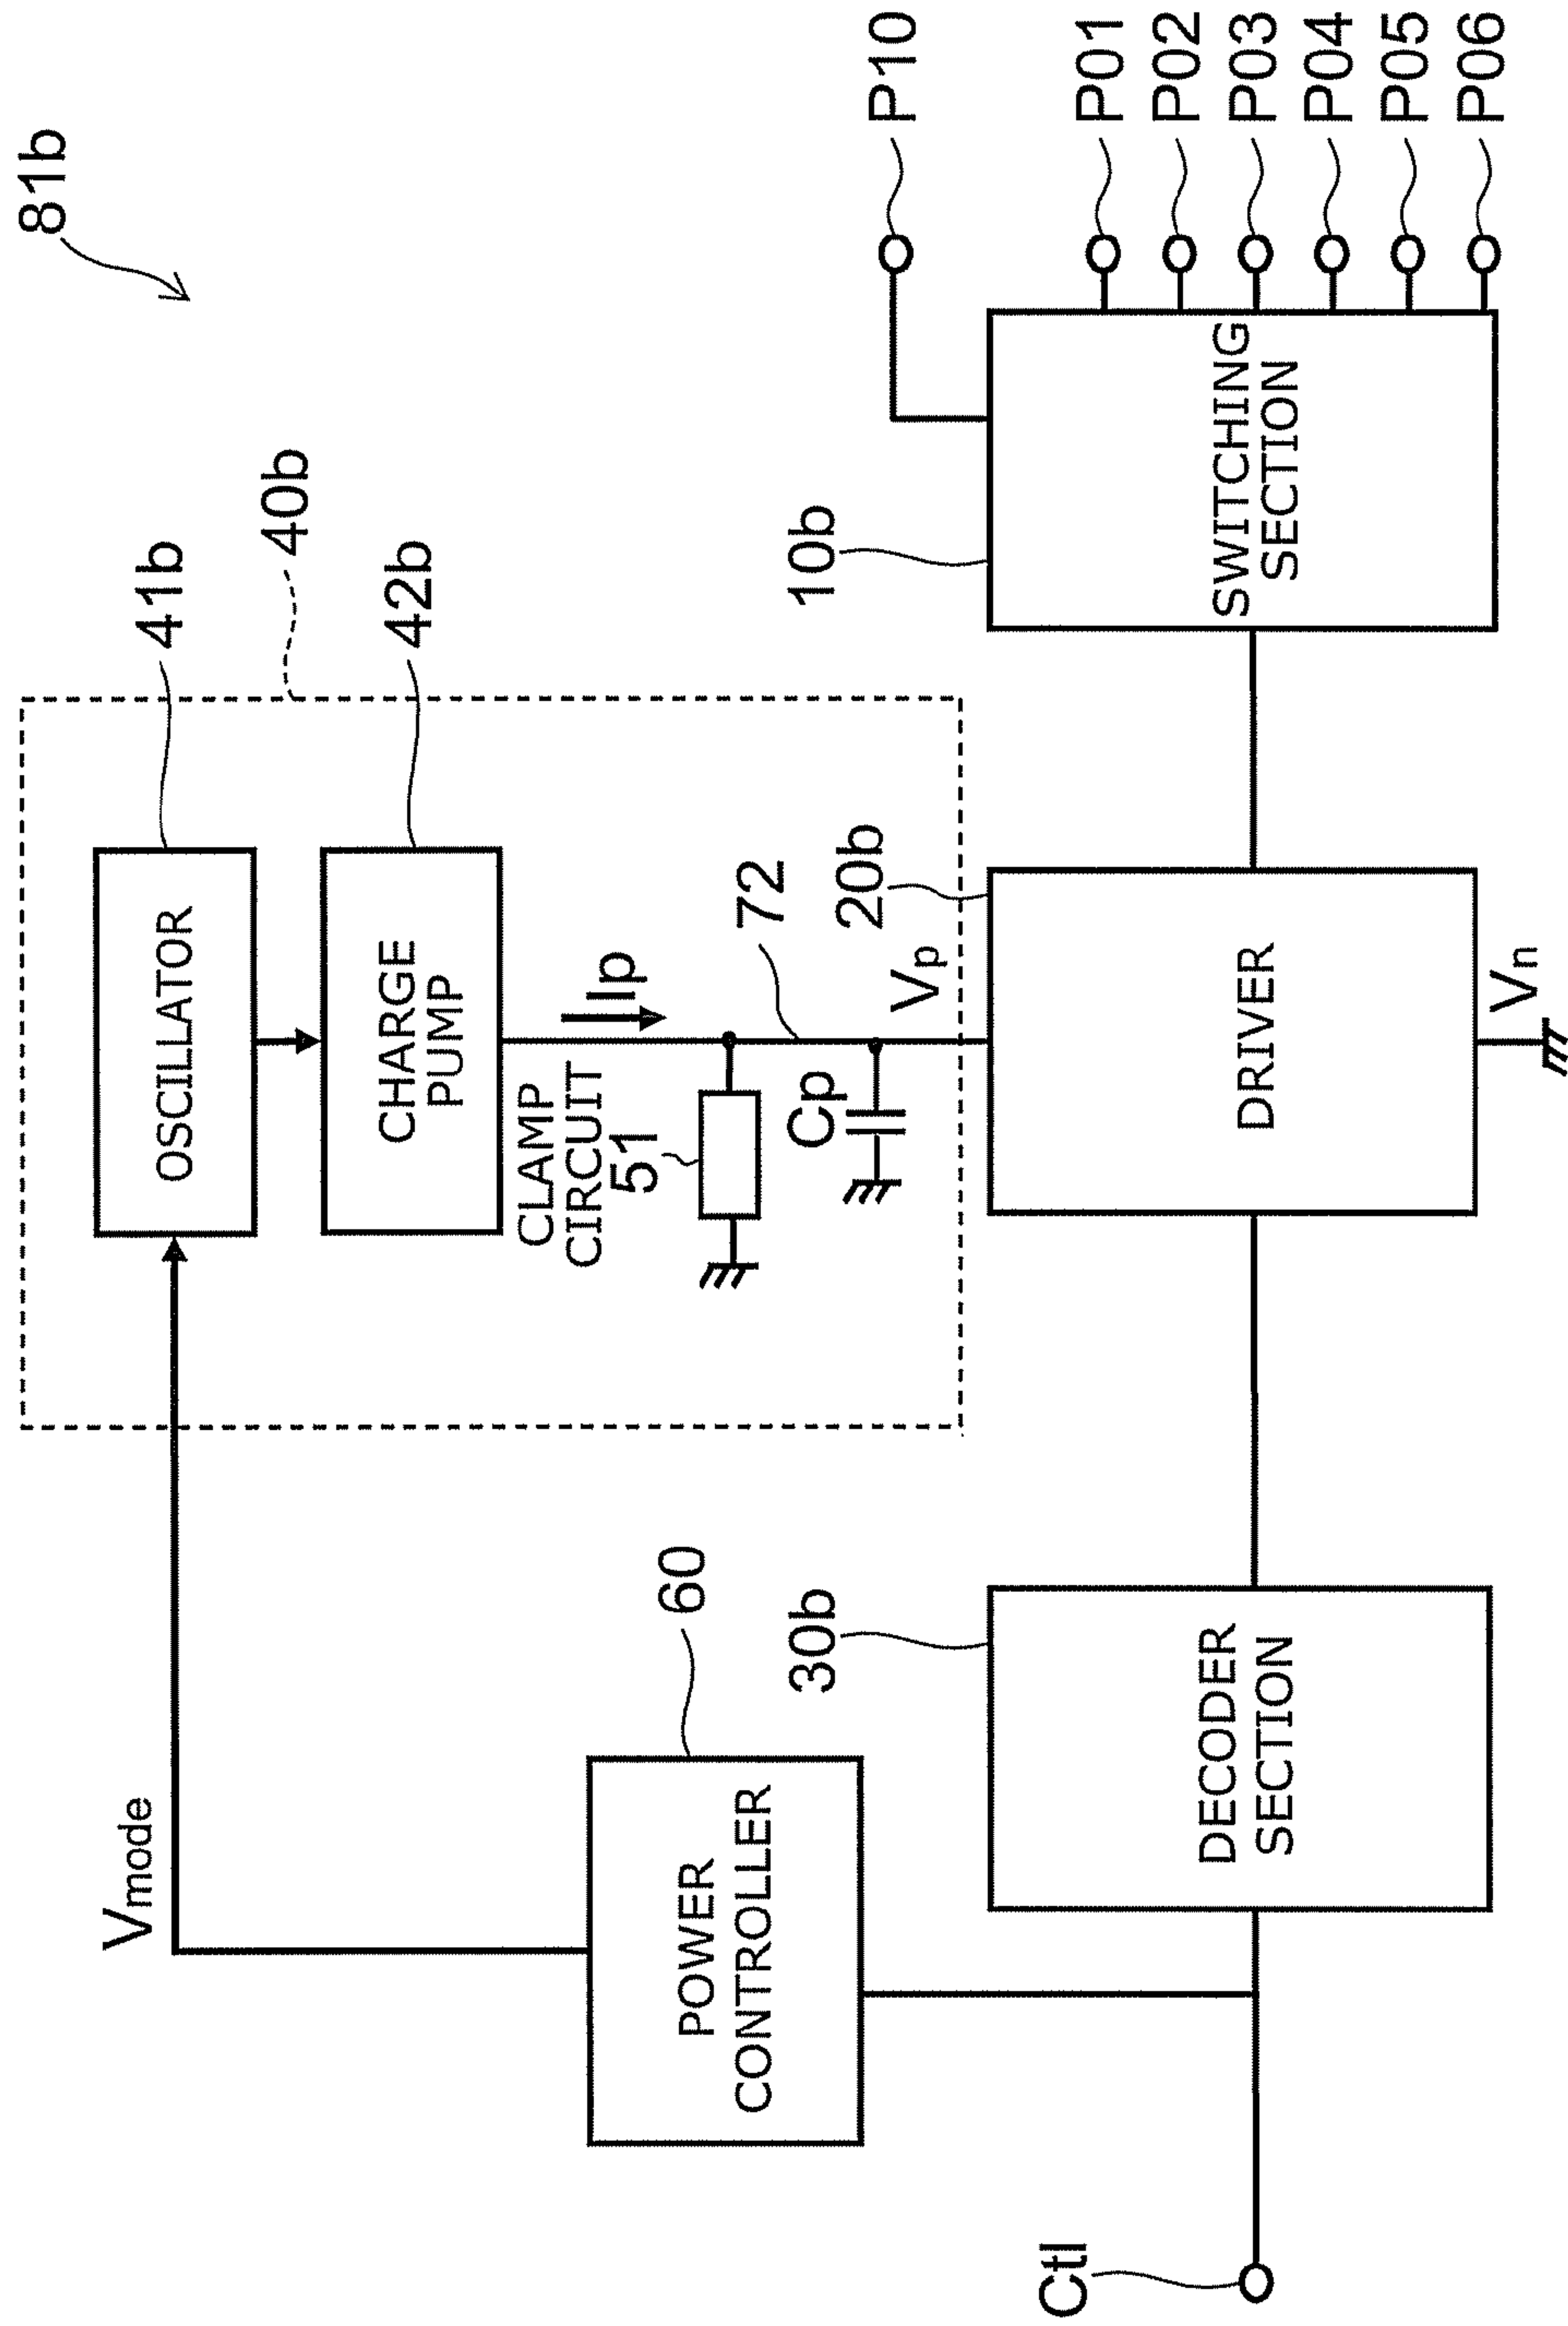 81b
41b
40b
OSCILLATOR
Vmode
42b
CHARGE
PUMP
Ip
CLAMP
CIRCUIT
51
72
Cp
Vp
60
POWER
CONTROLLER
10b
20b
30b
P10
SWITCHING
SECTION
DRIVER
DECODER
SECTION
P01
P02
P03
P04
P05
P06
Vn
Ctl